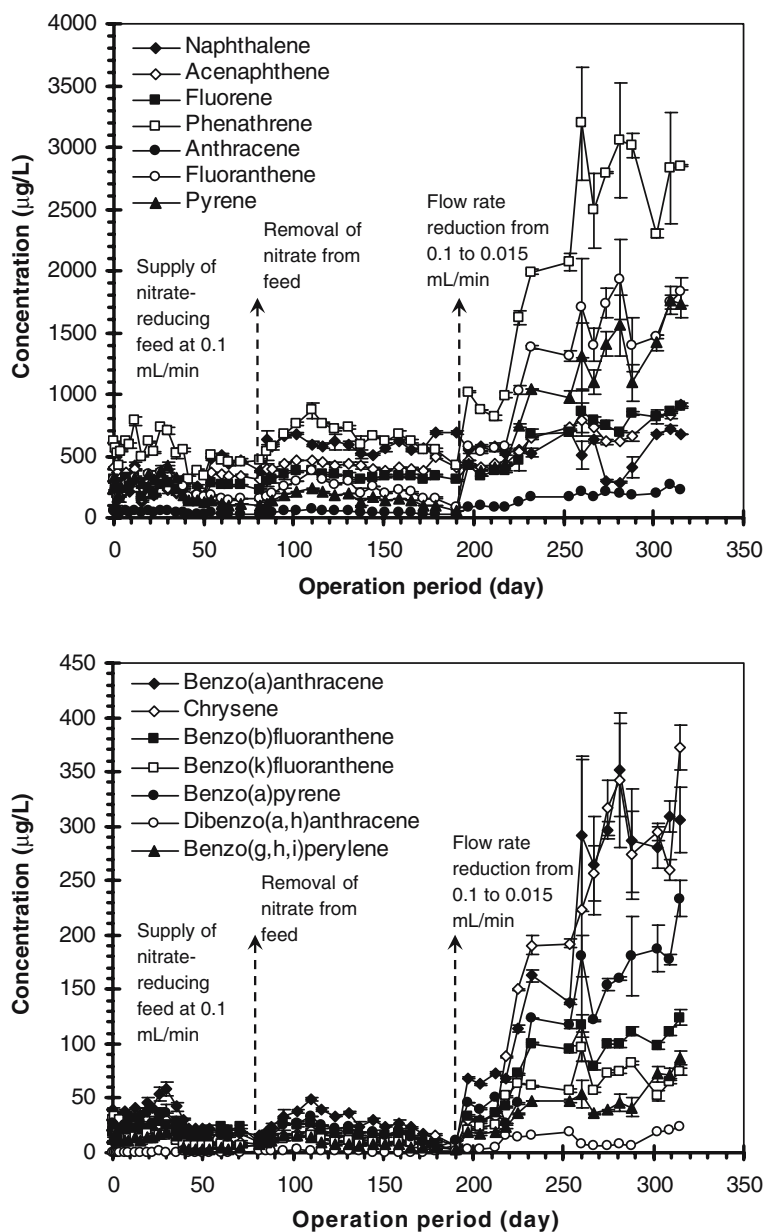 4000
3500
3000
2500
2000
1500
1000
500
0
Concentration (µg/L)
Naphthalene
Acenaphthene
Fluorene
Phenathrene
Anthracene
Fluoranthene
Pyrene
Supply of
nitrate-
reducing
feed at 0.1
mL/min
Removal of
nitrate from
feed
Flow rate
reduction from
0.1 to 0.015
mL/min
0 50 100 150 200 250 300 350
Operation period (day)
450
400
350
300
250
200
150
100
50
0
Concentration (µg/L)
Benzo(a)anthracene
Chrysene
Benzo(b)fluoranthene
Benzo(k)fluoranthene
Benzo(a)pyrene
Dibenzo(a,h)anthracene
Benzo(g,h,i)perylene
Supply of
nitrate-
reducing
feed at 0.1
mL/min
Removal of
nitrate from
feed
Flow rate
reduction from
0.1 to 0.015
mL/min
0 50 100 150 200 250 300 350
Operation period (day)